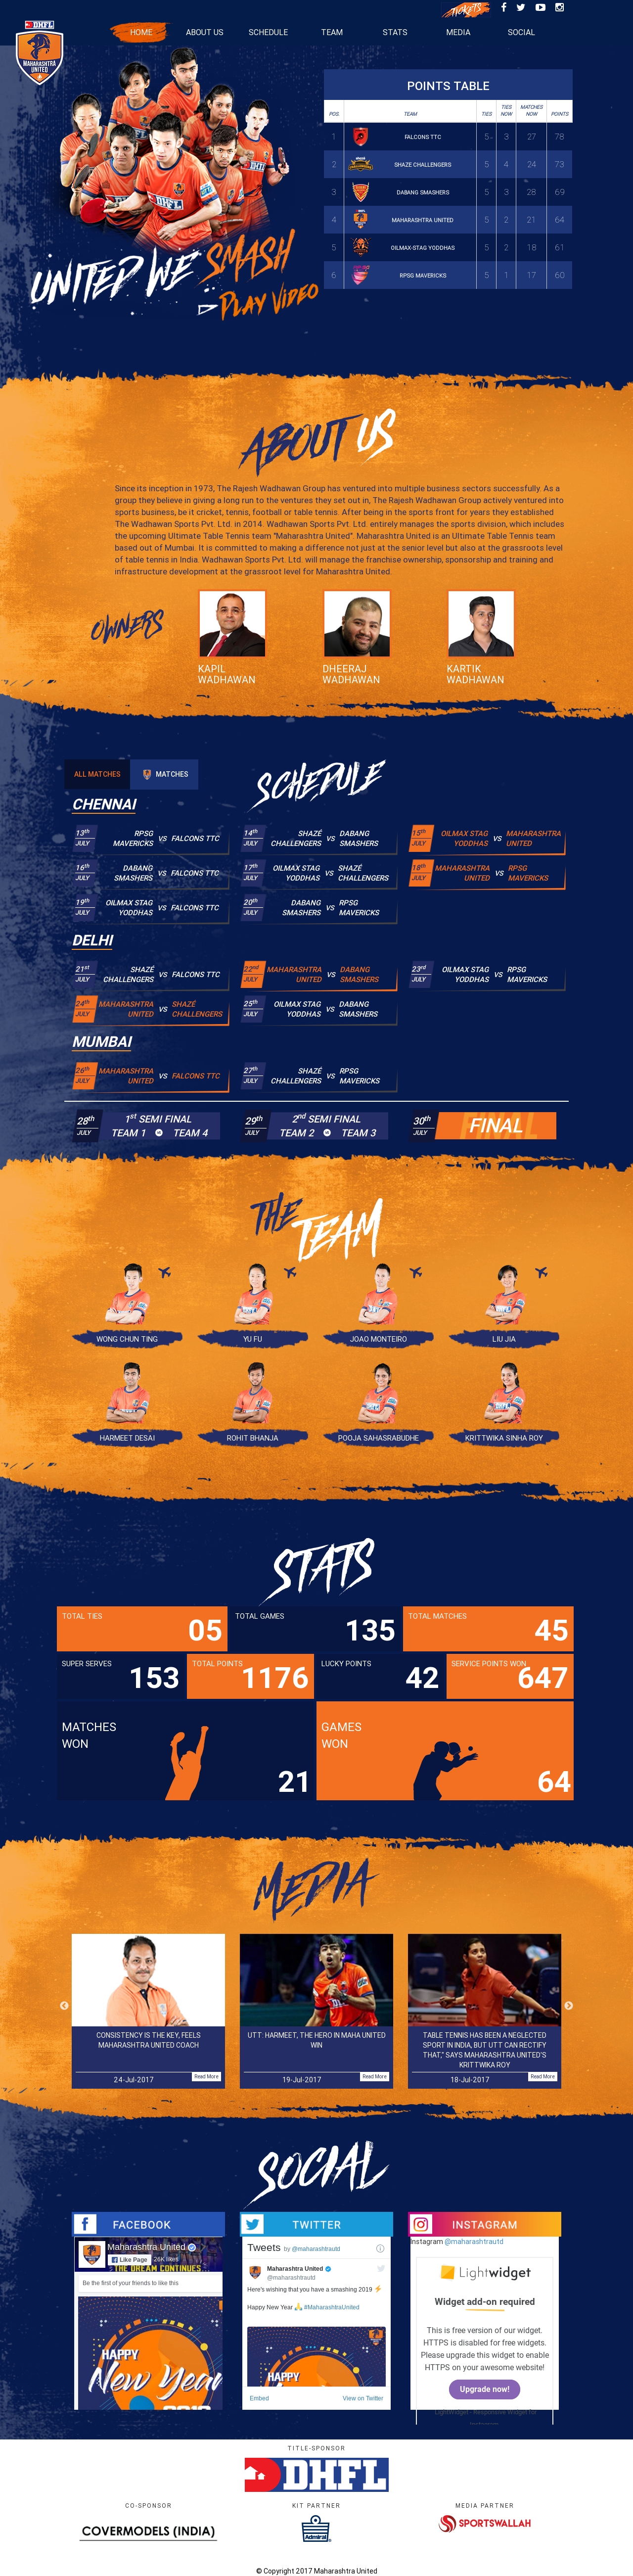 TICKETS
DHFL
MAHARASHTRA
UNITED
HOME
ABOUT US
SCHEDULE
TEAM
STATS
MEDIA
SOCIAL
UNITED WE SMASH
PLAY VIDEO
POINTS TABLE
POS. TEAM TIES TIES NOW MATCHES NOW POINTS
1 FALCONS TTC 5 3 27 78
2 SHAZE CHALLENGERS 5 4 24 73
3 DABANG SMASHERS 5 3 28 69
4 MAHARASHTRA UNITED 5 2 21 64
5 OILMAX-STAG YODDHAS 5 2 18 61
6 RPSG MAVERICKS 5 1 17 60
ABOUT US
Since its inception in 1973, The Rajesh Wadhawan Group has ventured into multiple business sectors successfully. As a
group they believe in giving a long run to the ventures they set out in, The Rajesh Wadhawan Group actively ventured into
sports business, be it cricket, tennis, football or table tennis. After being in the sports front for years they established
The Wadhawan Sports Pvt. Ltd. in 2014. Wadhawan Sports Pvt. Ltd. entirely manages the sports division, which includes
the upcoming Ultimate Table Tennis team "Maharashtra United". Maharashtra United is an Ultimate Table Tennis team
based out of Mumbai. It is committed to making a difference not just at the senior level but also at the grassroots level
of table tennis in India. Wadhawan Sports Pvt. Ltd. will manage the franchise ownership, sponsorship and training and
infrastructure development at the grassroot level for Maharashtra United.
OWNERS
KAPIL
WADHAWAN
DHEERAJ
WADHAWAN
KARTIK
WADHAWAN
ALL MATCHES
MATCHES
SCHEDULE
CHENNAI
13th JULY RPSG MAVERICKS VS FALCONS TTC
14th JULY SHAZÉ CHALLENGERS VS DABANG SMASHERS
15th JULY OILMAX STAG YODDHAS VS MAHARASHTRA UNITED
16th JULY DABANG SMASHERS VS FALCONS TTC
17th JULY OILMAX STAG YODDHAS VS SHAZÉ CHALLENGERS
18th JULY MAHARASHTRA UNITED VS RPSG MAVERICKS
19th JULY OILMAX STAG YODDHAS VS FALCONS TTC
20th JULY DABANG SMASHERS VS RPSG MAVERICKS
DELHI
21st JULY SHAZÉ CHALLENGERS VS FALCONS TTC
22nd JULY MAHARASHTRA UNITED VS DABANG SMASHERS
23rd JULY OILMAX STAG YODDHAS VS RPSG MAVERICKS
24th JULY MAHARASHTRA UNITED VS SHAZÉ CHALLENGERS
25th JULY OILMAX STAG YODDHAS VS DABANG SMASHERS
MUMBAI
26th JULY MAHARASHTRA UNITED VS FALCONS TTC
27th JULY SHAZÉ CHALLENGERS VS RPSG MAVERICKS
28th JULY 1st SEMI FINAL TEAM 1 TEAM 4
29th JULY 2nd SEMI FINAL TEAM 2 TEAM 3
30th JULY FINAL
THE TEAM
WONG CHUN TING
YU FU
JOAO MONTEIRO
LIU JIA
HARMEET DESAI
ROHIT BHANJA
POOJA SAHASRABUDHE
KRITTWIKA SINHA ROY
STATS
TOTAL TIES 05
TOTAL GAMES 135
TOTAL MATCHES 45
SUPER SERVES 153
TOTAL POINTS 1176
LUCKY POINTS 42
SERVICE POINTS WON 647
MATCHES
WON
21
GAMES
WON
64
MEDIA
CONSISTENCY IS THE KEY, FEELS
MAHARASHTRA UNITED COACH
24-Jul-2017
Read More
UTT: HARMEET, THE HERO IN MAHA UNITED
WIN
19-Jul-2017
Read More
TABLE TENNIS HAS BEEN A NEGLECTED
SPORT IN INDIA, BUT UTT CAN RECTIFY
THAT," SAYS MAHARASHTRA UNITED'S
KRITTWIKA ROY
18-Jul-2017
Read More
SOCIAL
FACEBOOK
Maharashtra United
Like Page
26K likes
THE DREAM CONTINUES...
Be the first of your friends to like this
HAPPY
New Year
TWITTER
Tweets by @maharashtrautd
Maharashtra United
@maharashtrautd
Here's wishing that you have a smashing 2019 ⚡
Happy New Year 🙏 #MaharashtraUnited
HAPPY
Embed
View on Twitter
INSTAGRAM
Instagram @maharashtrautd
Lightwidget
Widget add-on required
This is free version of our widget.
HTTPS is disabled for free widgets.
Please upgrade this widget to enable
HTTPS on your awesome website!
Upgrade now!
LightWidget - Responsive Widget for
TITLE-SPONSOR
DHFL
CO-SPONSOR
COVERMODELS (INDIA)
KIT PARTNER
Admiral
MEDIA PARTNER
SPORTSWALLAH
© Copyright 2017 Maharashtra United